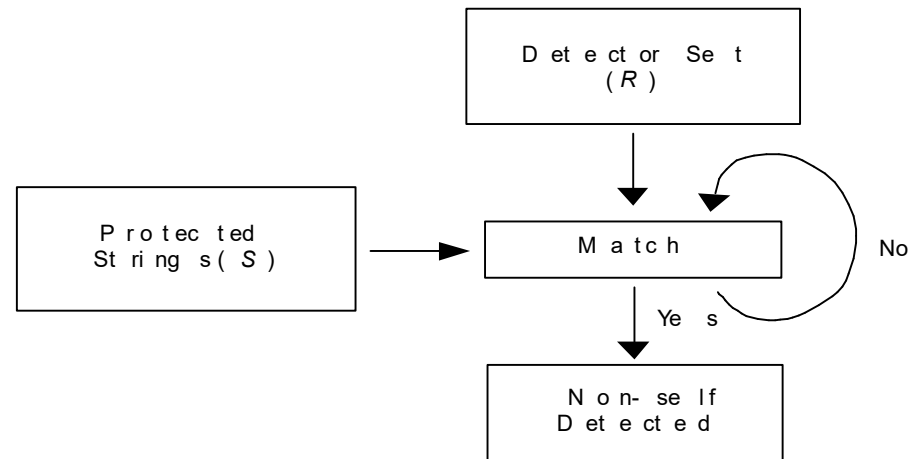 Detector Set
(R)
Protected
Strings(S)
Match
No
Yes
Non-self
Detected